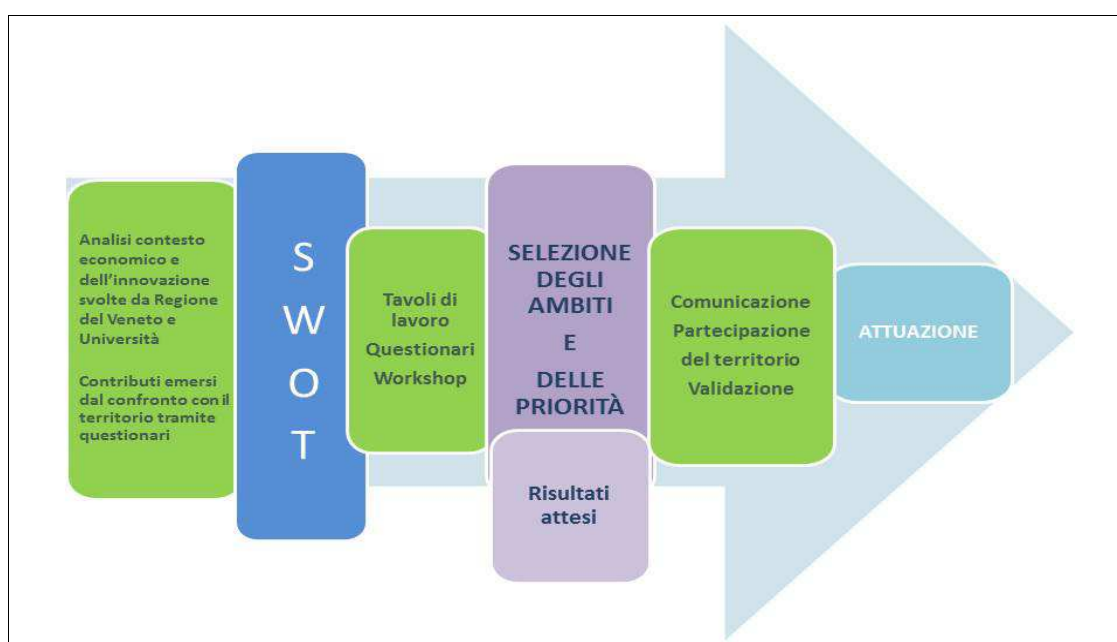 Analisi contesto
economico e
dell'innovazione
svolte da Regione
del Veneto e
Università
Contributi emersi
dal confronto con il
territorio tramite
questionari
S
W
O
T
Tavoli di
lavoro
Questionari
Workshop
SELEZIONE
DEGLI
AMBITI
E
DELLE
PRIORITÀ
Risultati
attesi
Comunicazione
Partecipazione
del territorio
Validazione
ATTUAZIONE